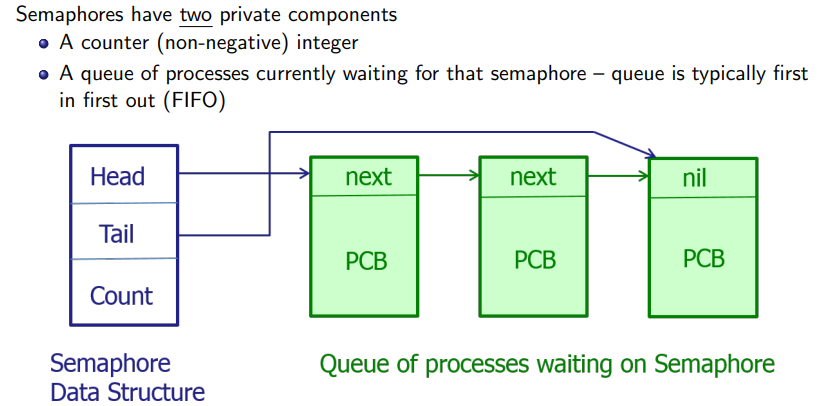 Semaphores have two private components
A counter (non-negative) integer
A queue of processes currently waiting for that semaphore – queue is typically first
in first out (FIFO)
Head
Tail
Count
next
PCB
next
PCB
nil
PCB
Semaphore
Data Structure
Queue of processes waiting on Semaphore